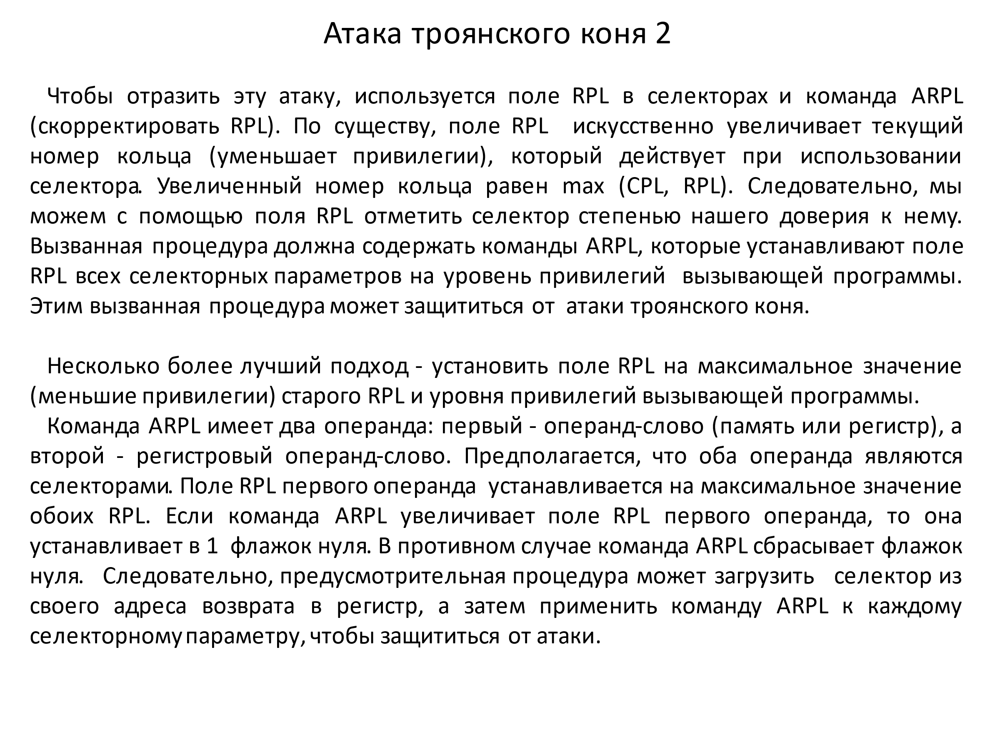 Атака троянского коня 2
Чтобы отразить эту атаку, используется поле RPL в селекторах и команда ARPL
(скорректировать RPL). По существу, поле RPL искусственно увеличивает текущий
номер кольца (уменьшает привилегии), который действует при использовании
селектора. Увеличенный номер кольца равен max (CPL, RPL). Следовательно, мы
можем с помощью поля RPL отметить селектор степенью нашего доверия к нему.
Вызванная процедура должна содержать команды ARPL, которые устанавливают поле
RPL всех селекторных параметров на уровень привилегий вызывающей программы.
Этим вызванная процедура может защититься от атаки троянского коня.
Несколько более лучший подход - установить поле RPL на максимальное значение
(меньшие привилегии) старого RPL и уровня привилегий вызывающей программы.
Команда ARPL имеет два операнда: первый - операнд-слово (память или регистр), а
второй - регистровый операнд-слово. Предполагается, что оба операнда являются
селекторами. Поле RPL первого операнда устанавливается на максимальное значение
обоих RPL. Если команда ARPL увеличивает поле RPL первого операнда, то она
устанавливает в 1 флажок нуля. В противном случае команда ARPL сбрасывает флажок
нуля. Следовательно, предусмотрительная процедура может загрузить селектор из
своего адреса возврата в регистр, а затем применить команду ARPL к каждому
селекторному параметру, чтобы защититься от атаки.